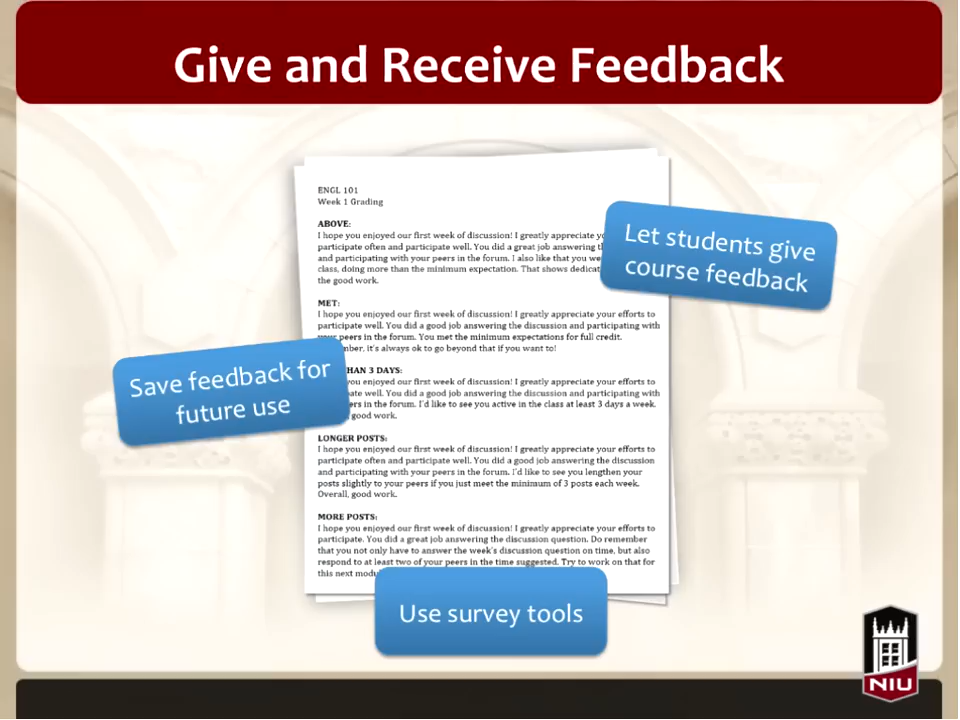 Give and Receive Feedback
ENGL 101
Week 1 Grading
ABOVE:
I hope you enjoyed our first week of discussion! I greatly appreciate
participate often and participate well. You did a great job answering
and participating with your peers in the forum. I also like that you
class, doing more than the minimum expectation. That shows
the good work.
MET:
I hope you enjoyed our first week of discussion! I greatly appreciate your efforts to
participate well. You did a good job answering the discussion and participating with
your peers in the forum. You met the minimum expectations for full credit.
it's always ok to go beyond that if you want to!
THAN 3 DAYS:
you enjoyed our first week of discussion! I greatly appreciate your efforts to
well. You did a good job answering the discussion and participating with
in the forum. I'd like to see you active in the class at least 3 days a week.
good work.
LONGER POSTS:
I hope you enjoyed our first week of discussion! I greatly appreciate your efforts to
participate often and participate well. You did a good job answering the discussion
and participating with your peers in the forum. I'd like to see you lengthen your
posts slightly to your peers if you just meet the minimum of 3 posts each week.
Overall, good work.
MORE POSTS:
I hope you enjoyed our first week of discussion! I greatly appreciate your efforts to
participate. You did a great job answering the discussion question. Do remember
that you not only have to answer the week's discussion question on time, but also
respond to at least two of your peers in the time suggested. Try to work on that for
this next
Let students give
course feedback
Save feedback for
future use
Use survey tools
NIU